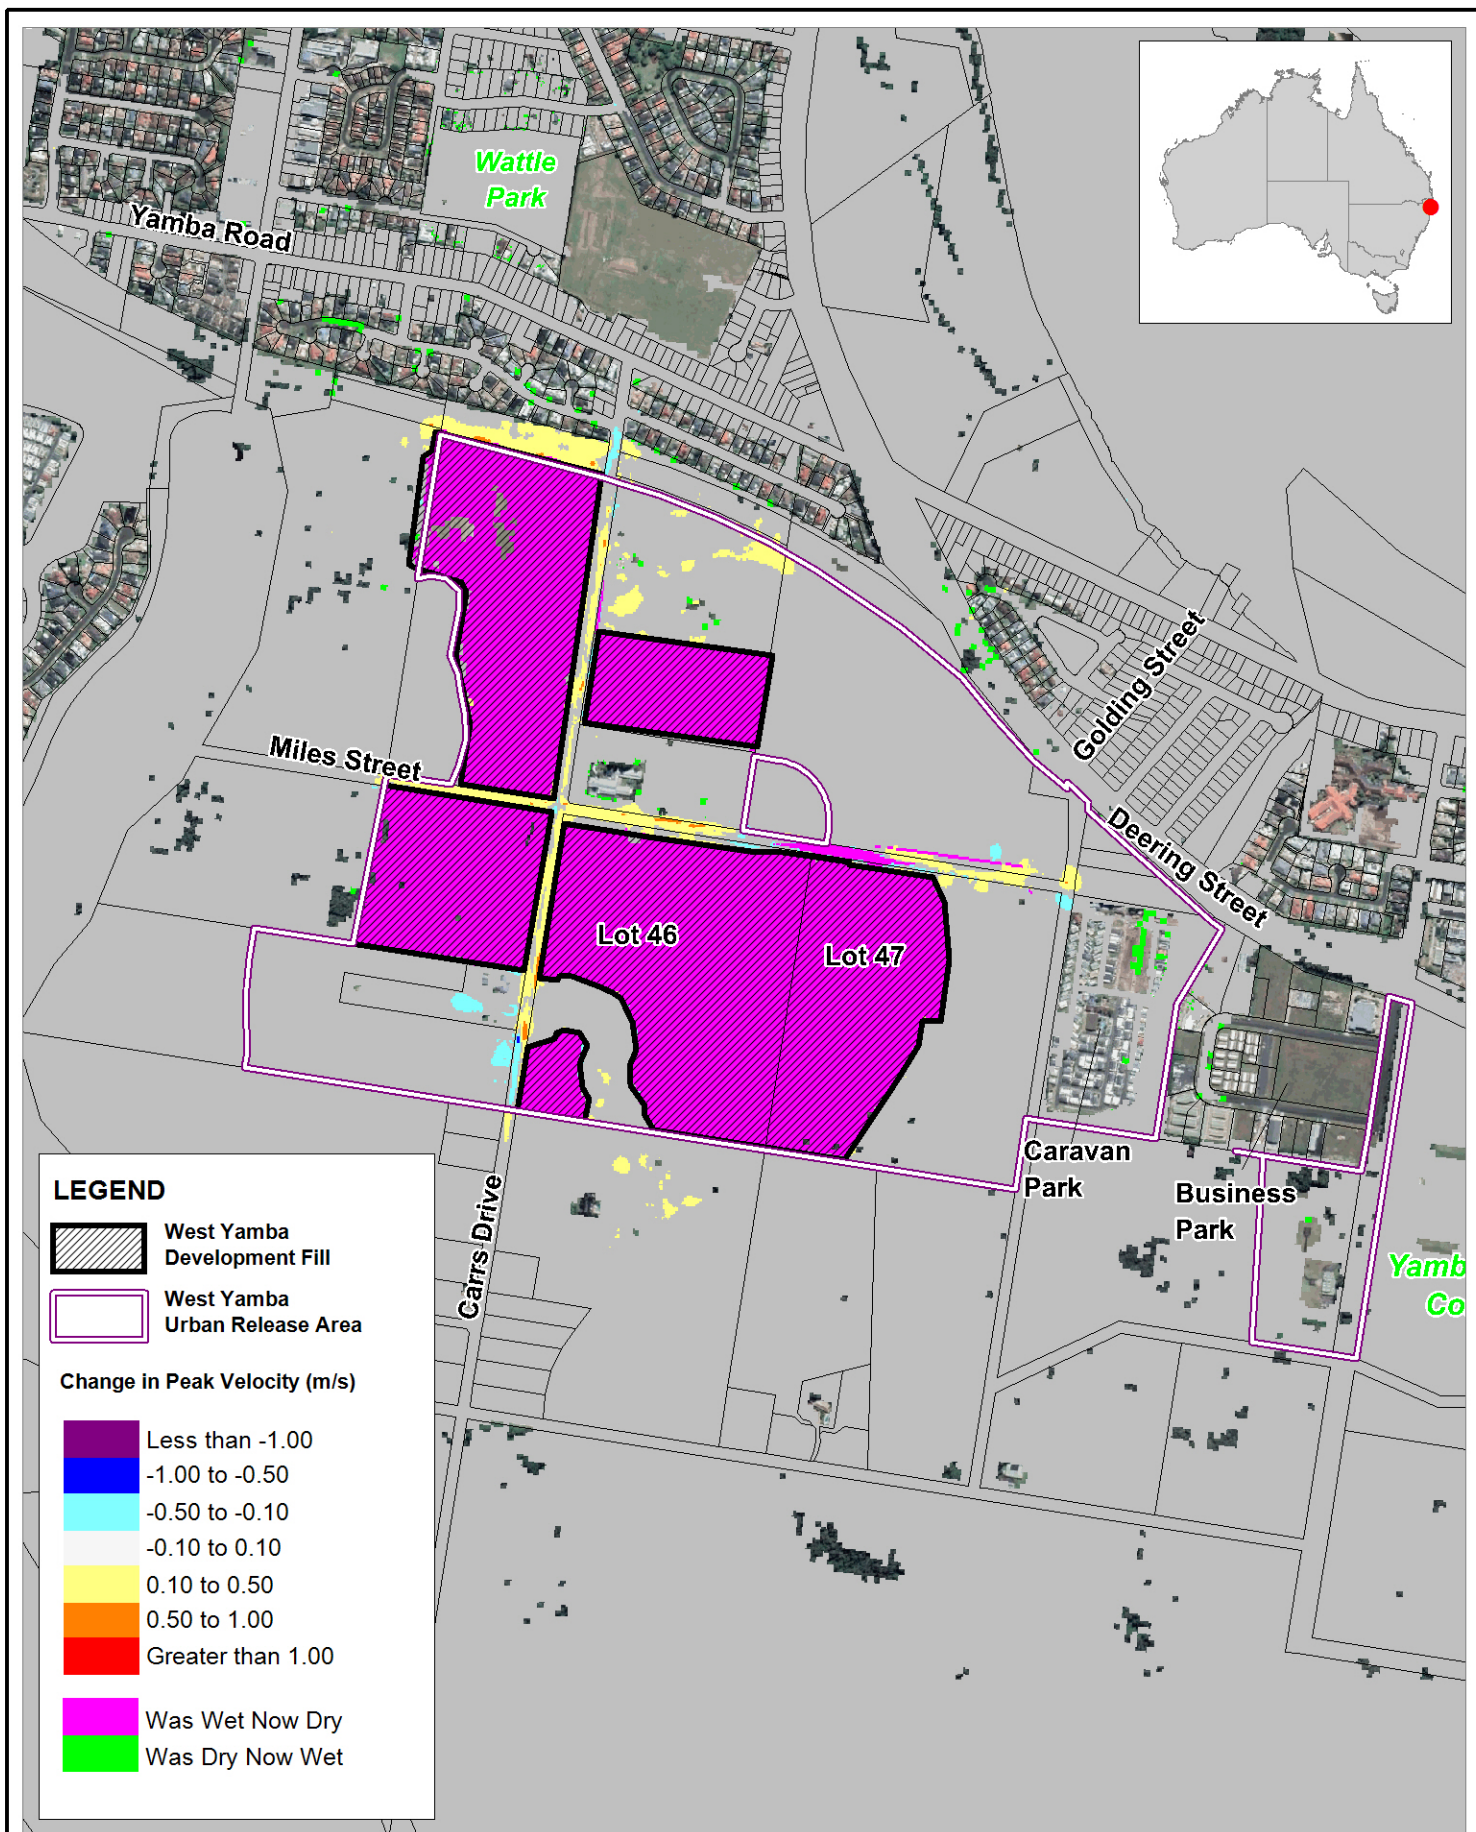 Wattle
Park
Yamba Road
Golding Street
Miles Street
Deering Street
Lot 46
Lot 47
Caravan
Park
Business
Park
Carrs Drive
Yamb
Co
LEGEND
West Yamba
Development Fill
West Yamba
Urban Release Area
Change in Peak Velocity (m/s)
Less than -1.00
-1.00 to -0.50
-0.50 to -0.10
-0.10 to 0.10
0.10 to 0.50
0.50 to 1.00
Greater than 1.00
Was Wet Now Dry
Was Dry Now Wet